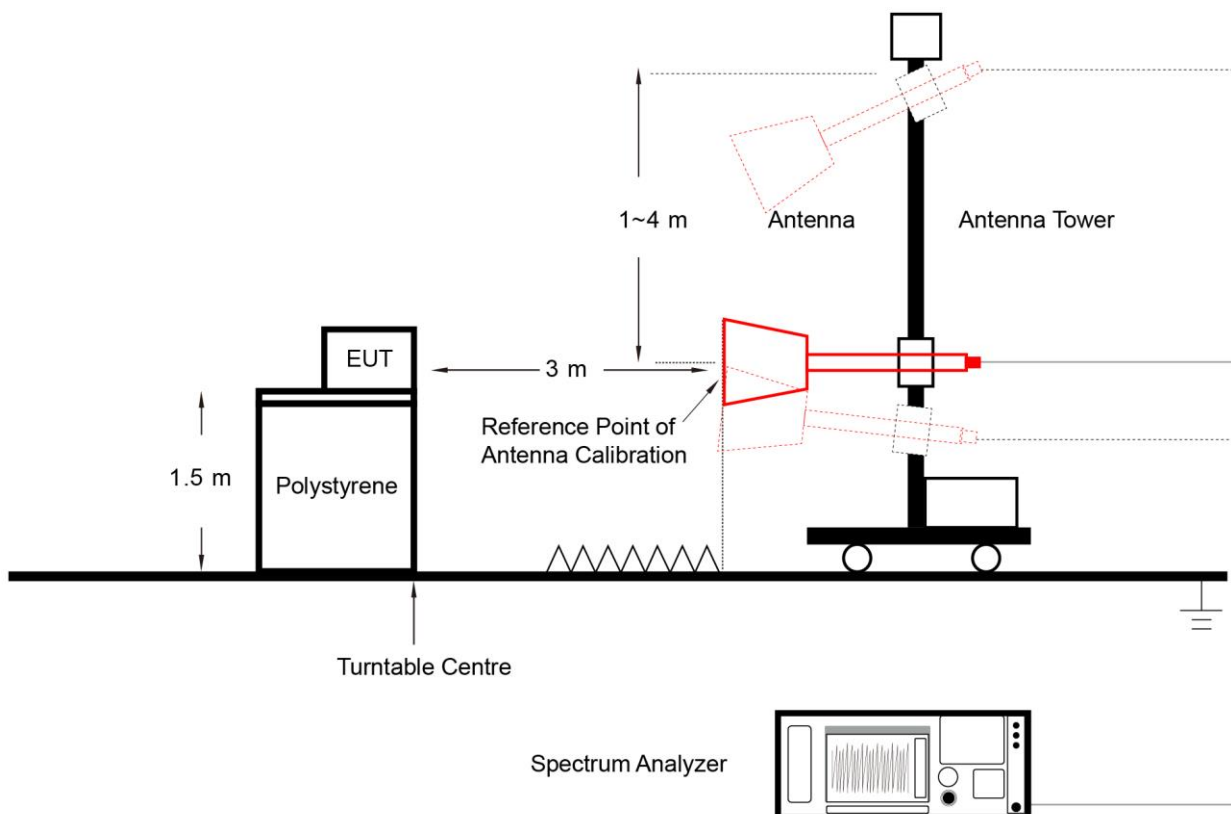 1~4 m
Antenna
Antenna Tower
EUT
3 m
Reference Point of
Antenna Calibration
1.5 m
Polystyrene
Turntable Centre
Spectrum Analyzer